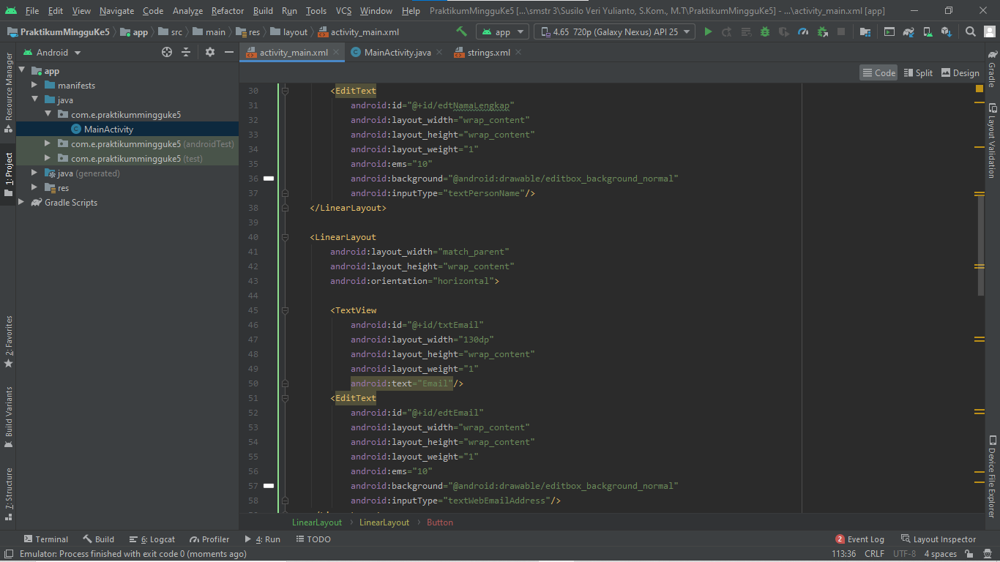 File Edit View Navigate Code Analyze Refactor Build Run Tools VCS Window Help PraktikumMingguKe5 [...\smstr 3\Susilo Veri Yulianto, S.Kom., M.T\PraktikumMingguKe5] - ...\activity_main.xml [app]
PraktikumMingguKe5 app src main res layout activity_main.xml app 4.65 720p (Galaxy Nexus) API 25
Android activity_main.xml MainActivity.java strings.xml
Code Split Design
Resource Manager
1: Project
2: Favorites
Build Variants
7: Structure
app
manifests
java
com.e.praktikummingguke5
MainActivity
com.e.praktikummingguke5 (androidTest)
com.e.praktikummingguke5 (test)
java (generated)
res
Gradle Scripts
30 <EditText
31 android:id="@+id/edtNamaLengkap"
32 android:layout_width="wrap_content"
33 android:layout_height="wrap_content"
34 android:layout_weight="1"
35 android:ems="10"
36 android:background="@android:drawable/editbox_background_normal"
37 android:inputType="textPersonName"/>
38 </LinearLayout>
39
40 <LinearLayout
41 android:layout_width="match_parent"
42 android:layout_height="wrap_content"
43 android:orientation="horizontal">
44
45 <TextView
46 android:id="@+id/txtEmail"
47 android:layout_width="130dp"
48 android:layout_height="wrap_content"
49 android:layout_weight="1"
50 android:text="Email"/>
51 <EditText
52 android:id="@+id/edtEmail"
53 android:layout_width="wrap_content"
54 android:layout_height="wrap_content"
55 android:layout_weight="1"
56 android:ems="10"
57 android:background="@android:drawable/editbox_background_normal"
58 android:inputType="textWebEmailAddress"/>
Gradle
Layout Validation
Device File Explorer
LinearLayout LinearLayout Button
Terminal Build 6: Logcat Profiler 4: Run TODO 2 Event Log Layout Inspector
Emulator: Process finished with exit code 0 (moments ago) 113:36 CRLF UTF-8 4 spaces